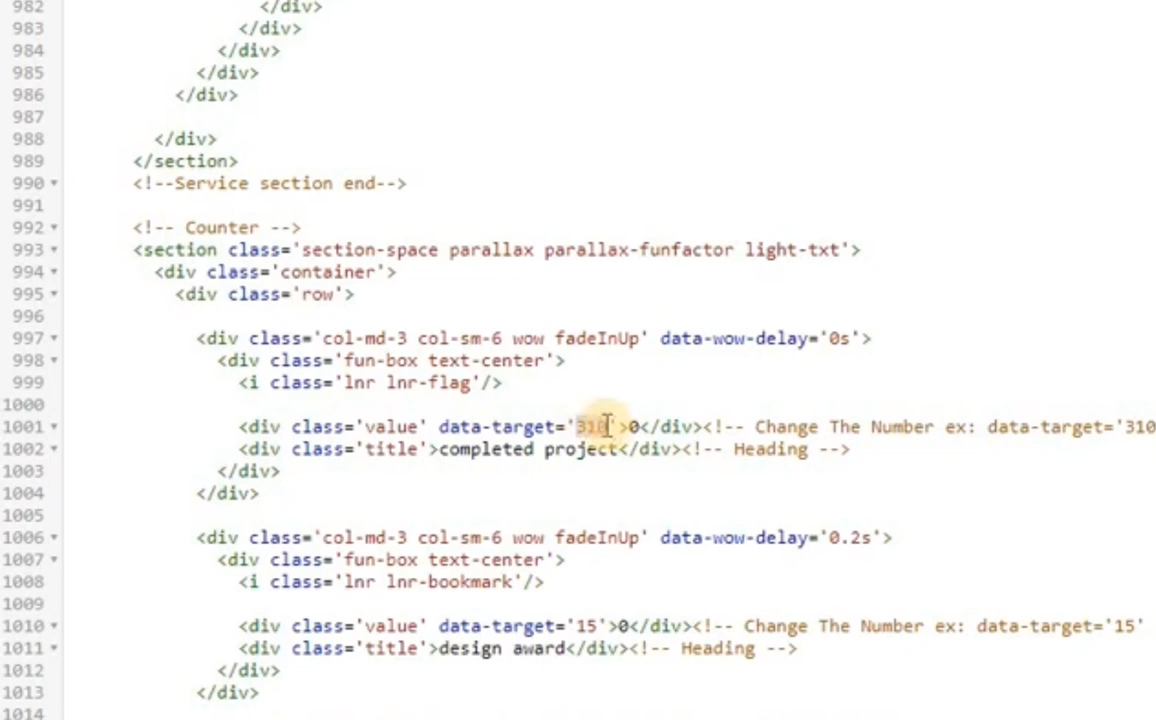 982 </div>
983 </div>
984 </div>
985 </div>
986 </div>
987
988 </div>
989 </section>
990 <!--Service section end-->
991
992 <!-- Counter -->
993 <section class='section-space parallax parallax-funfactor light-txt'>
994 <div class='container'>
995 <div class='row'>
996
997 <div class='col-md-3 col-sm-6 wow fadeInUp' data-wow-delay='0s'>
998 <div class='fun-box text-center'>
999 <i class='lnr lnr-flag'/>
1000
1001 <div class='value' data-target='310'>0</div><!-- Change The Number ex: data-target='310
1002 <div class='title'>completed project</div><!-- Heading -->
1003 </div>
1004 </div>
1005
1006 <div class='col-md-3 col-sm-6 wow fadeInUp' data-wow-delay='0.2s'>
1007 <div class='fun-box text-center'>
1008 <i class='lnr lnr-bookmark'/>
1009
1010 <div class='value' data-target='15'>0</div><!-- Change The Number ex: data-target='15'
1011 <div class='title'>design award</div><!-- Heading -->
1012 </div>
1013 </div>
1014